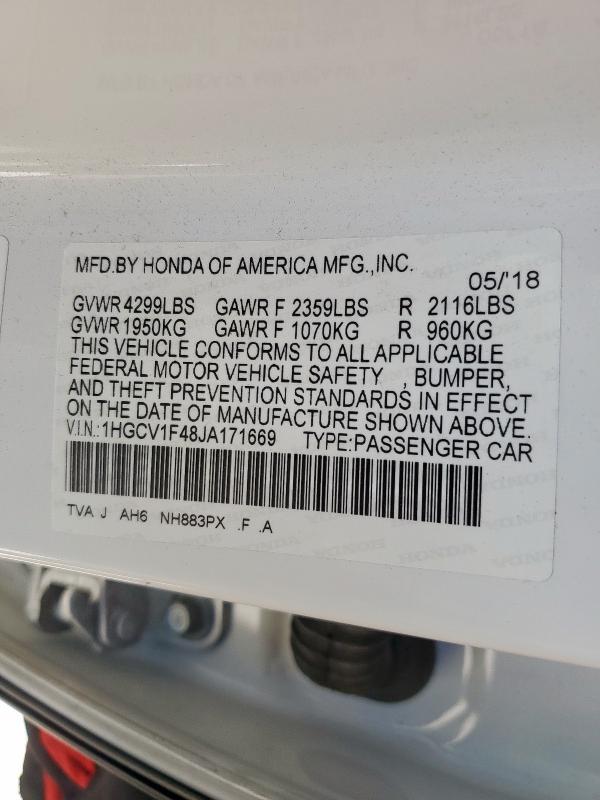 MFD.BY HONDA OF AMERICA MFG.,INC.
05/'18
GVWR 4299LBS GAWR F 2359LBS R 2116LBS
GVWR 1950KG GAWR F 1070KG R 960KG
THIS VEHICLE CONFORMS TO ALL APPLICABLE
FEDERAL MOTOR VEHICLE SAFETY , BUMPER,
AND THEFT PREVENTION STANDARDS IN EFFECT
ON THE DATE OF MANUFACTURE SHOWN ABOVE.
V.I.N.:1HGCV1F48JA171669 TYPE:PASSENGER CAR
TVA J AH6 NH883PX .F .A